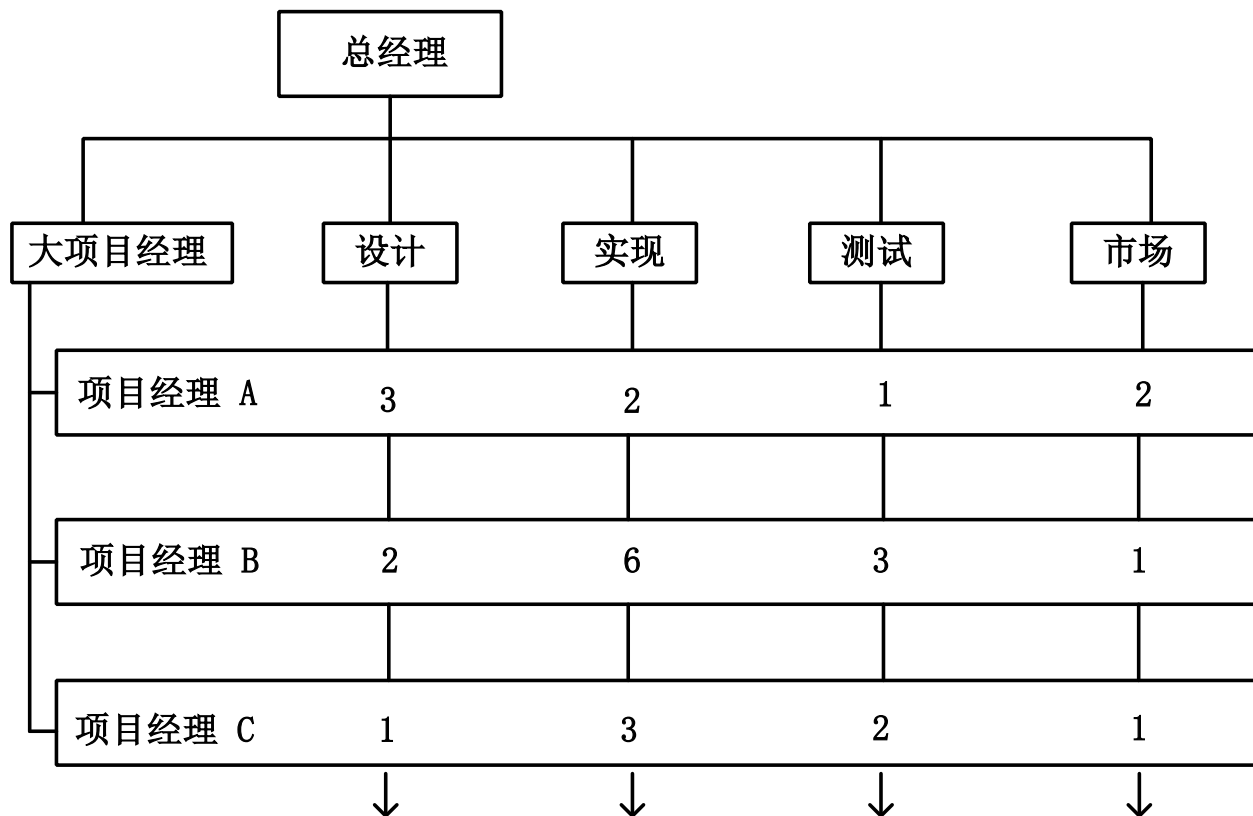 总经理
大项目经理 设计 实现 测试 市场
项目经理 A 3 2 1 2
项目经理 B 2 6 3 1
项目经理 C 1 3 2 1